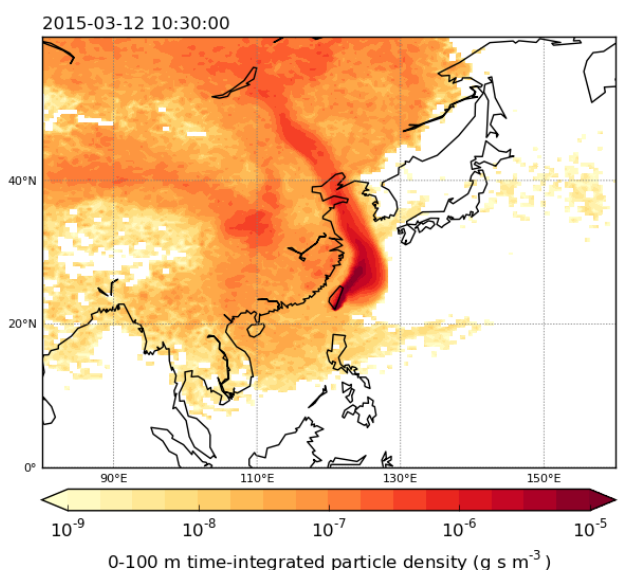 2015-03-12 10:30:00
40°N
20°N
0°
90°E 110°E 130°E 150°E
10⁻⁹ 10⁻⁸ 10⁻⁷ 10⁻⁶ 10⁻⁵
0-100 m time-integrated particle density (g s m⁻³)